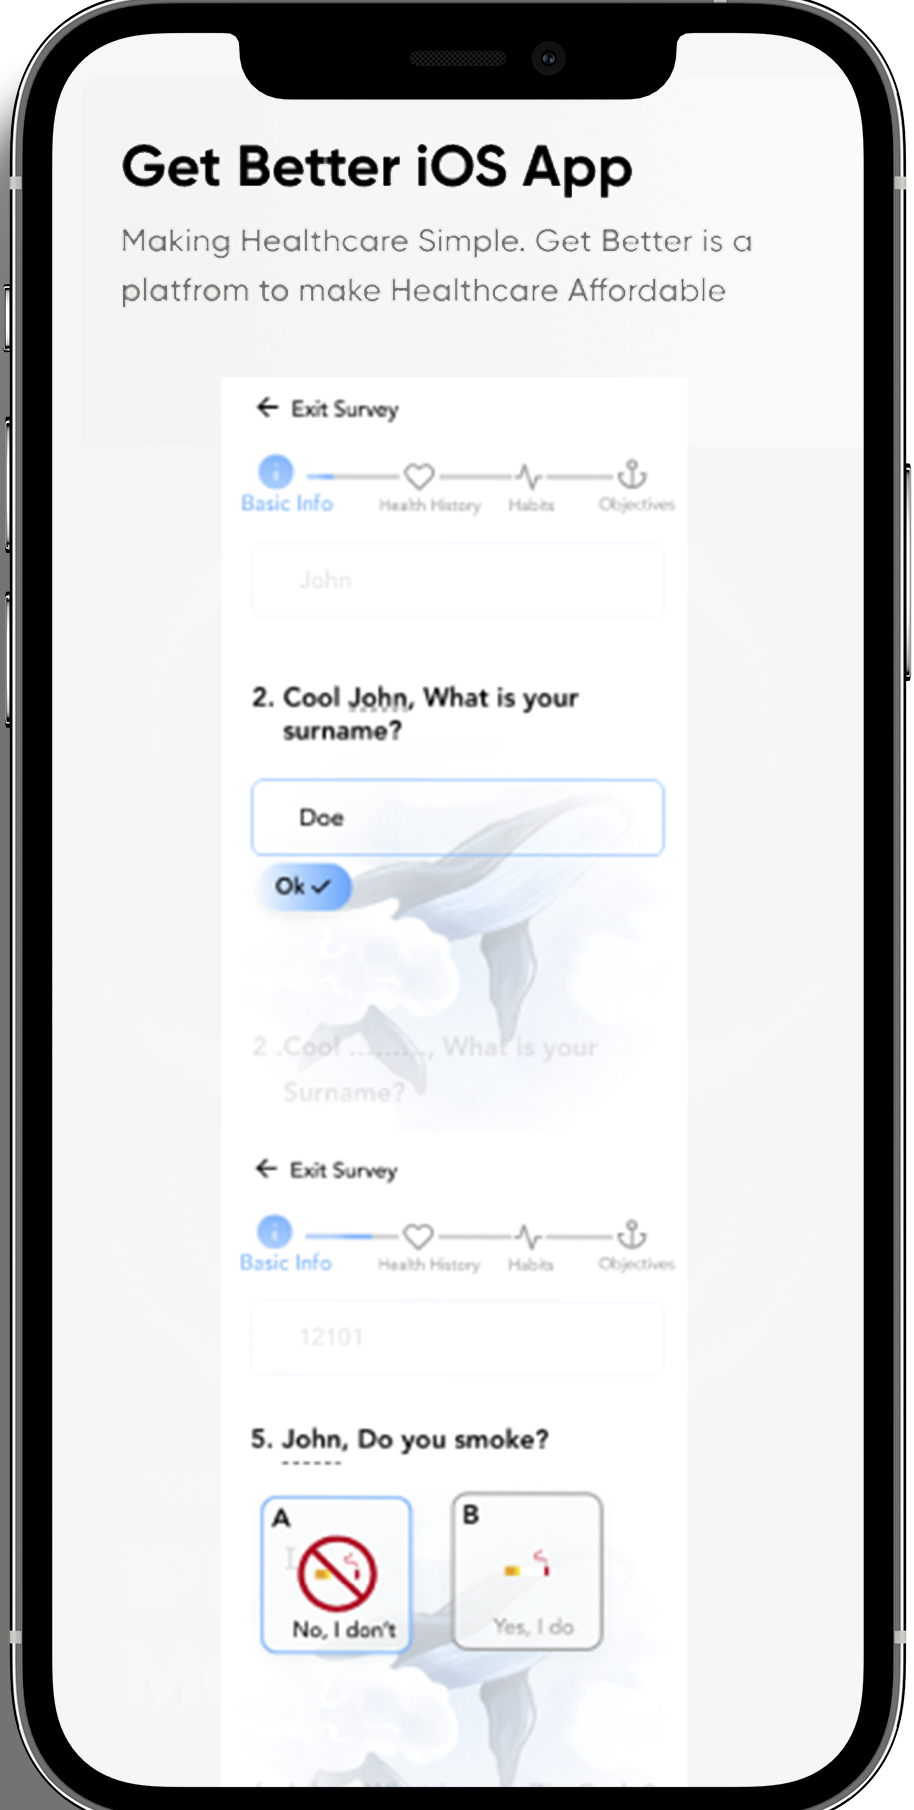 Get Better iOS App
Making Healthcare Simple. Get Better is a
platfrom to make Healthcare Affordable
← Exit Survey
Basic Info Health History Habits Objectives
John
2. Cool John, What is your
surname?
Doe
Ok ✓
2 .Cool ........., What is your
Surname?
← Exit Survey
Basic Info Health History Habits Objectives
12101
5. John, Do you smoke?
A B
No, I don't Yes, I do